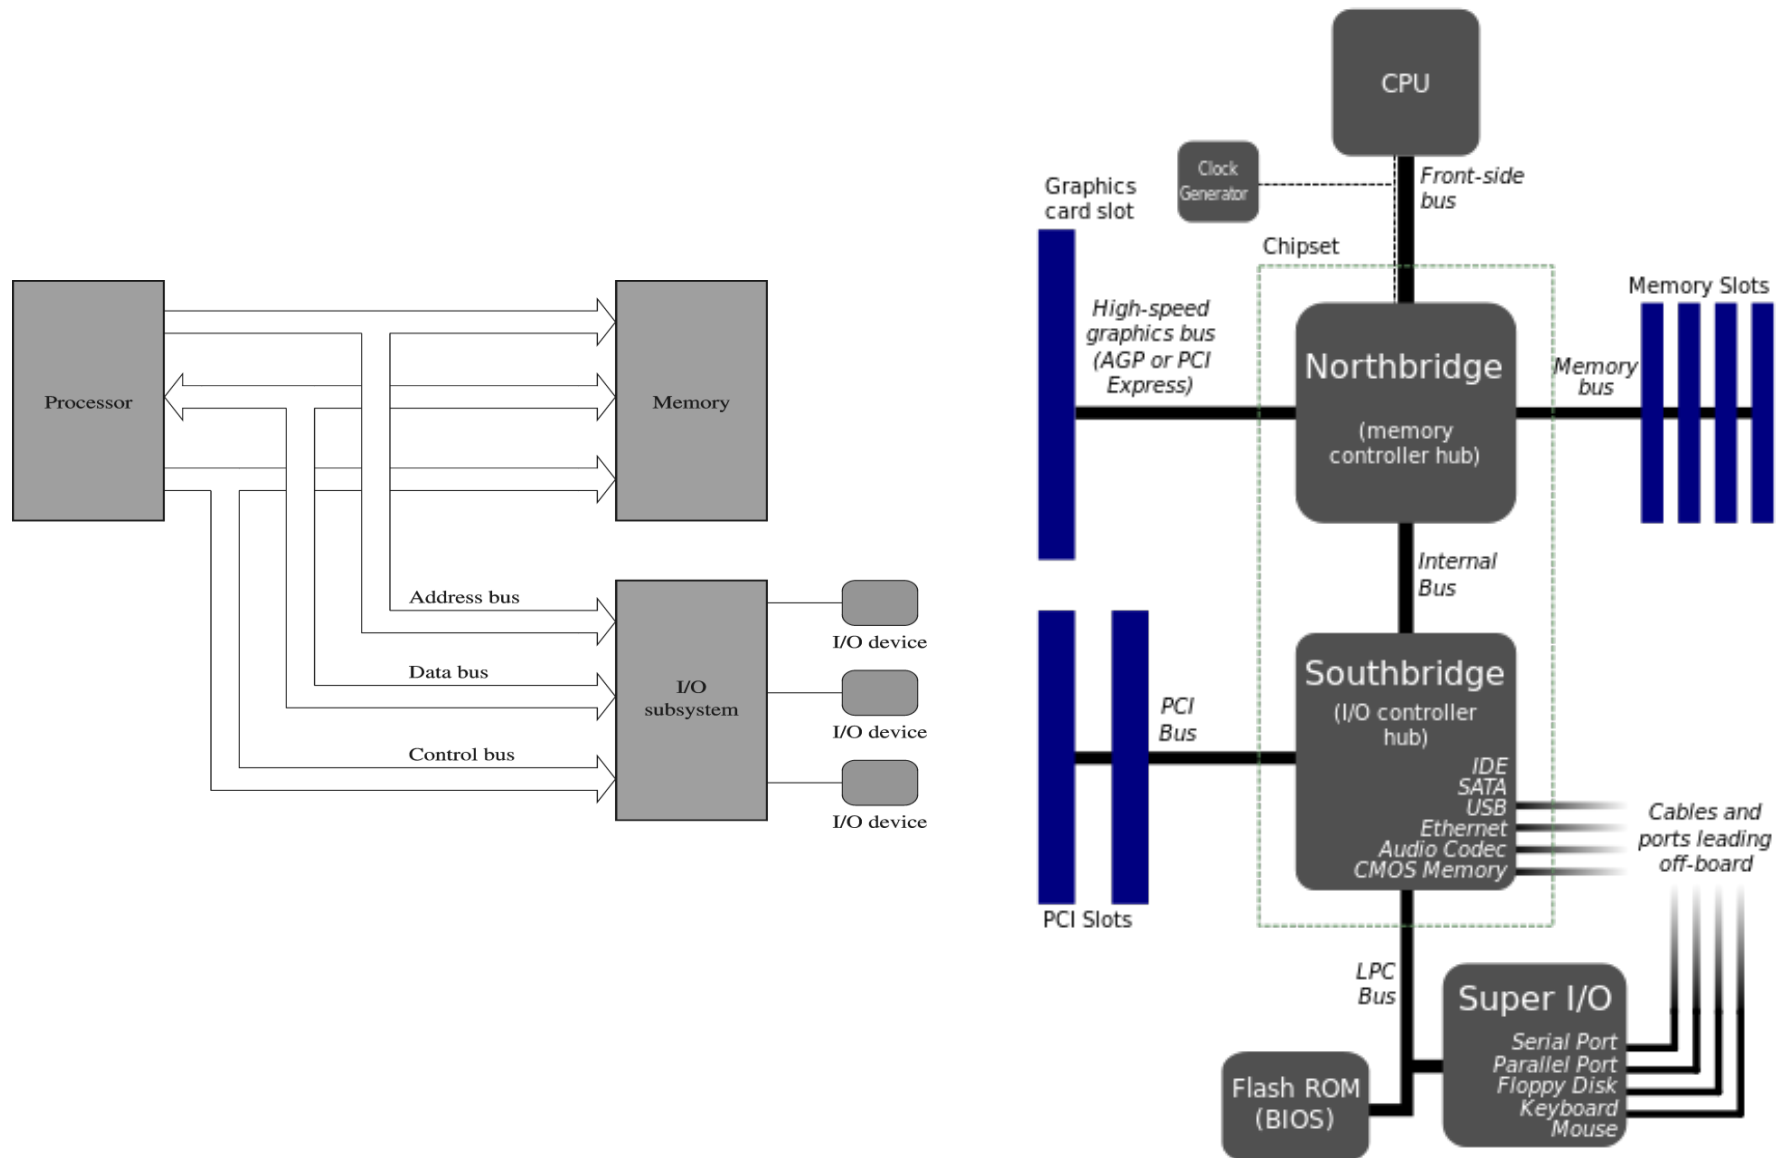 Processor
Memory
Address bus
Data bus
Control bus
I/O
subsystem
I/O device
I/O device
I/O device
CPU
Clock
Generator
Front-side
bus
Graphics
card slot
Chipset
High-speed
graphics bus
(AGP or PCI
Express)
Northbridge
(memory
controller hub)
Memory Slots
Memory
bus
Internal
Bus
Southbridge
(I/O controller
hub)
IDE
SATA
USB
Ethernet
Audio Codec
CMOS Memory
PCI
Bus
PCI Slots
Cables and
ports leading
off-board
LPC
Bus
Super I/O
Serial Port
Parallel Port
Floppy Disk
Keyboard
Mouse
Flash ROM
(BIOS)